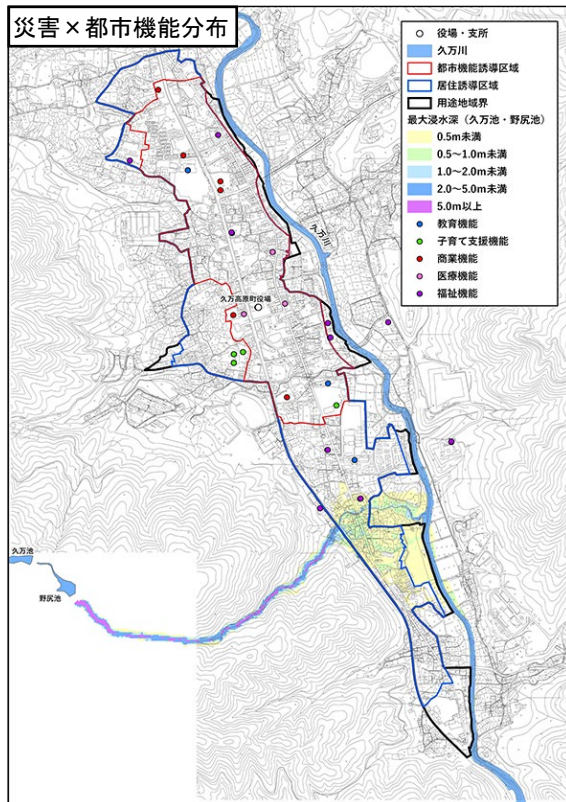 災害×都市機能分布
役場・支所
久万川
都市機能誘導区域
居住誘導区域
用途地域界
最大浸水深（久万池・野尻池）
0.5m未満
0.5～1.0m未満
1.0～2.0m未満
2.0～5.0m未満
5.0m以上
教育機能
子育て支援機能
商業機能
医療機能
福祉機能
久万川
久万高原町役場
久万池
野尻池